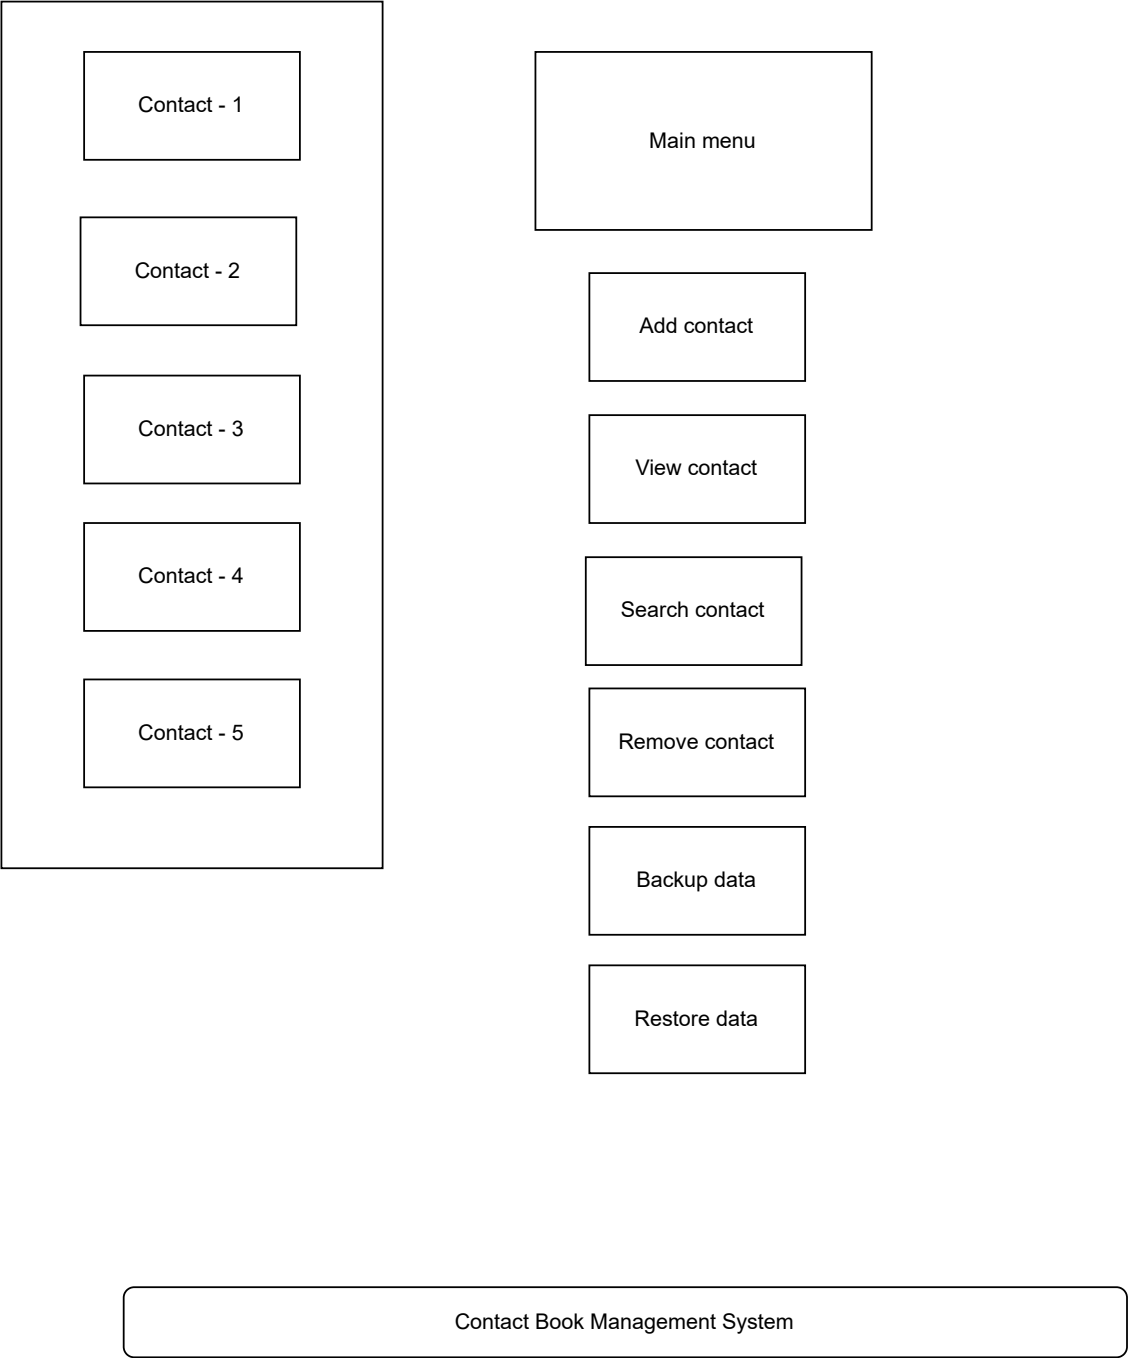 Contact - 1
Contact - 2
Contact - 3
Contact - 4
Contact - 5
Main menu
Add contact
View contact
Search contact
Remove contact
Backup data
Restore data
Contact Book Management System